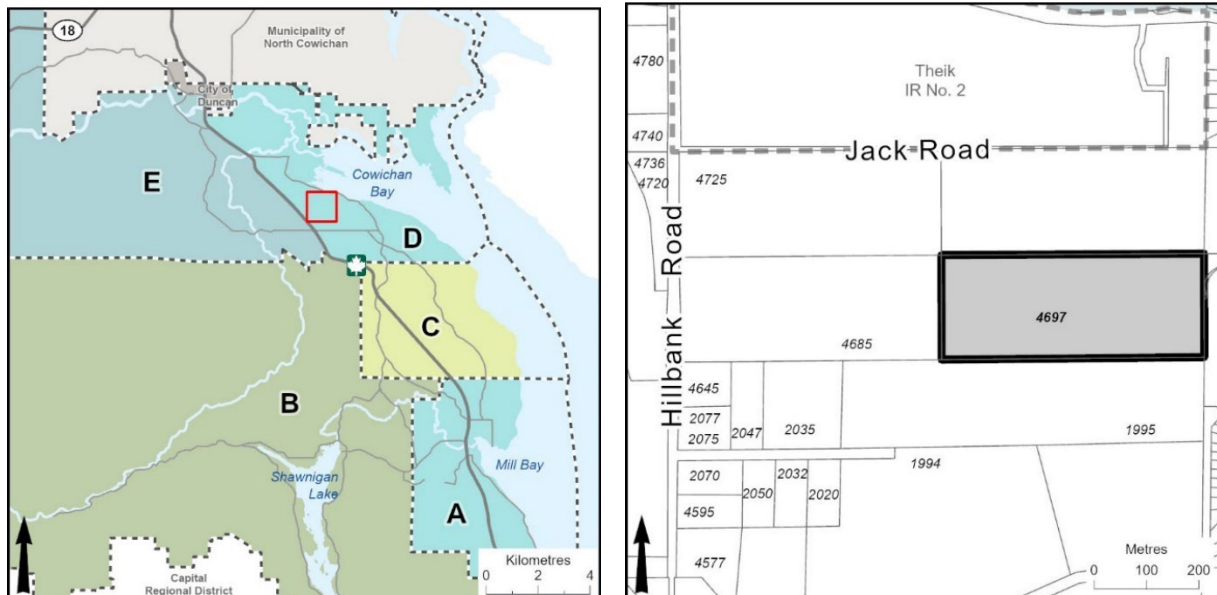 18
Municipality of
North Cowichan
City of
Duncan
Cowichan
Bay
E
D
C
B
Shawnigan
Lake
Mill Bay
A
Capital
Regional District
Kilometres
0 2 4
4780
Theik
IR No. 2
4740
Jack Road
4736
4720
4725
Hillbank Road
4697
4685
4645
2077
2075
2047
2035
1995
1994
2070
2050
2032
2020
4595
4577
Metres
0 100 200